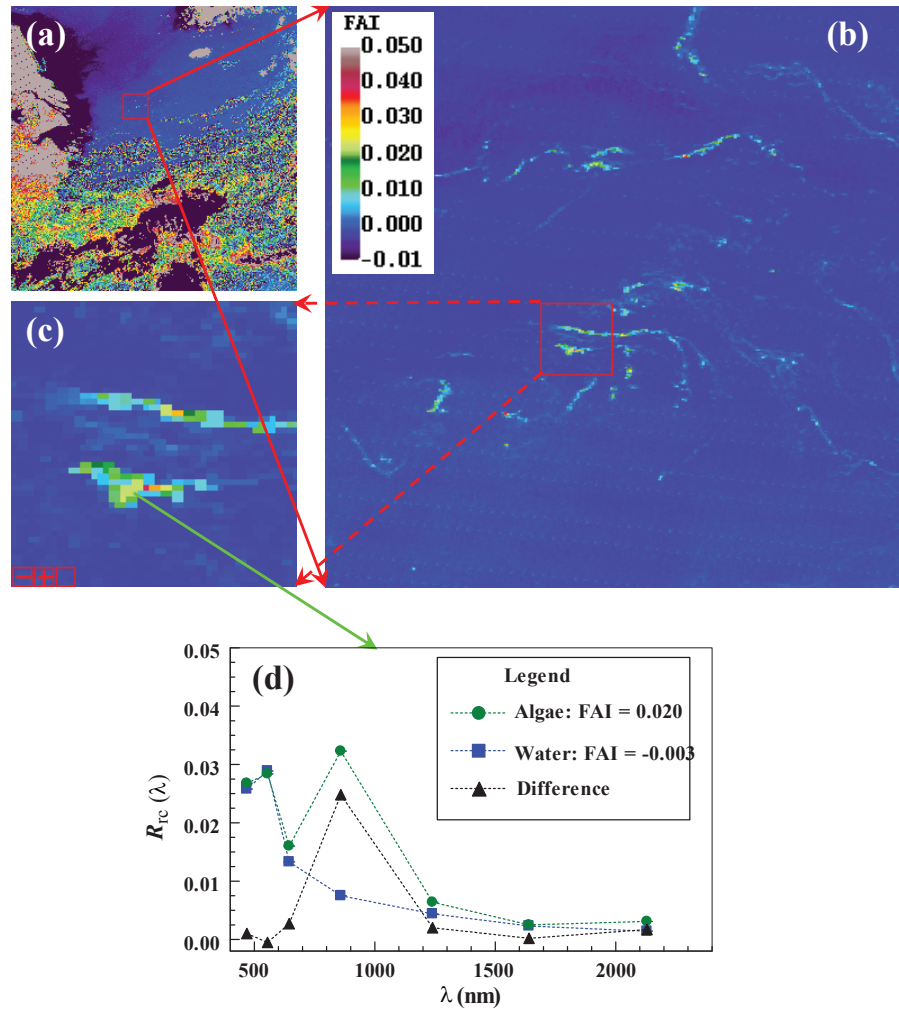 (a)
FAI
0.050
0.040
0.030
0.020
0.010
0.000
-0.01
(b)
(c)
(d)
0.05
0.04
0.03
0.02
0.01
0.00
Rrc (λ)
Legend
Algae: FAI = 0.020
Water: FAI = -0.003
Difference
500 1000 1500 2000
λ (nm)